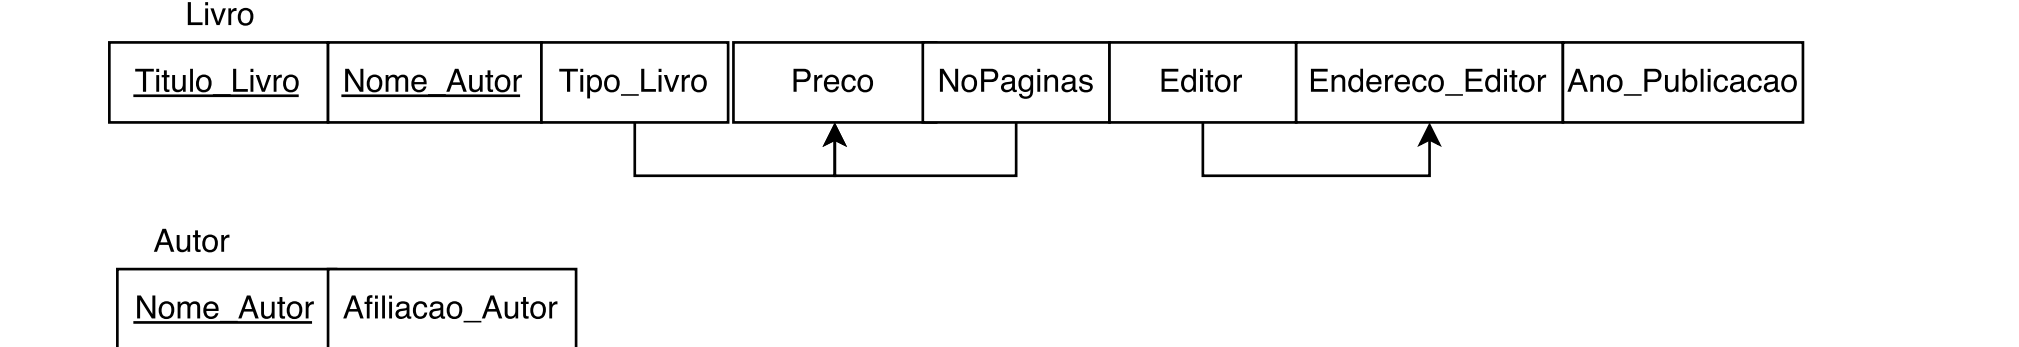 Livro
Titulo_Livro Nome_Autor Tipo_Livro Preco NoPaginas Editor Endereco_Editor Ano_Publicacao
Autor
Nome_Autor Afiliacao_Autor